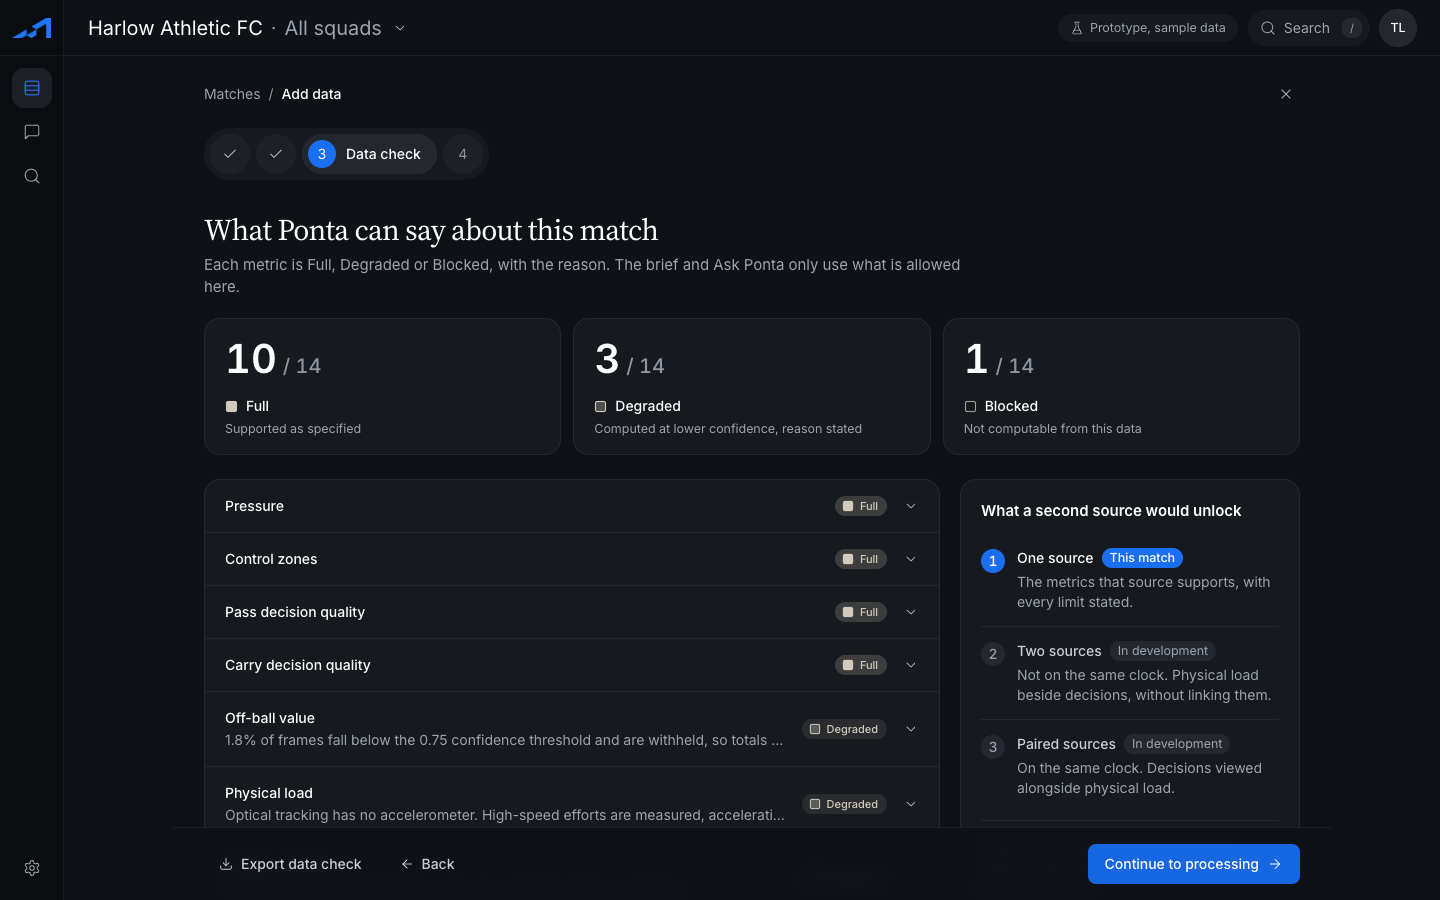 Harlow Athletic FC · All squads
Prototype, sample data
Search /
TL
Matches / Add data
3 Data check 4
What Ponta can say about this match
Each metric is Full, Degraded or Blocked, with the reason. The brief and Ask Ponta only use what is allowed
here.
10 / 14
Full
Supported as specified
3 / 14
Degraded
Computed at lower confidence, reason stated
1 / 14
Blocked
Not computable from this data
Pressure Full
Control zones Full
Pass decision quality Full
Carry decision quality Full
Off-ball value
1.8% of frames fall below the 0.75 confidence threshold and are withheld, so totals ...
Degraded
Physical load
Optical tracking has no accelerometer. High-speed efforts are measured, accelerati...
Degraded
What a second source would unlock
1 One source This match
The metrics that source supports, with
every limit stated.
2 Two sources In development
Not on the same clock. Physical load
beside decisions, without linking them.
3 Paired sources In development
On the same clock. Decisions viewed
alongside physical load.
Export data check
Back
Continue to processing